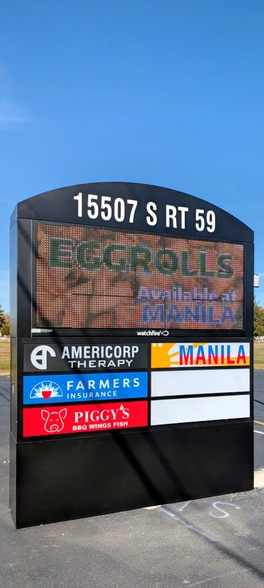 15507 S RT 59
EGGROLLS
Available at
MANILA
watchfire
AMERICORP
THERAPY
MANILA
FARMERS
INSURANCE
PIGGY'S
BBQ WINGS FISH